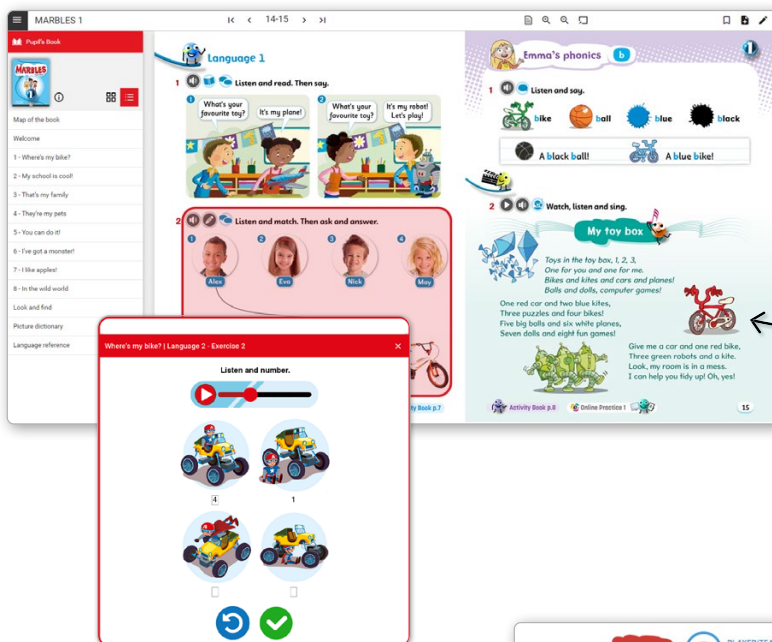 MARBLES 1
14-15
Pupil's Book
MARBLES
Map of the book
Welcome
1 - Where's my bike?
2 - My school is cool!
3 - That's my family
4 - They're my pets
5 - You can do it!
6 - I've got a monster!
7 - I like apples!
8 - In the wild world
Look and find
Picture dictionary
Language reference
Language 1
1 Listen and read. Then say.
1
What's your
favourite toy?
It's my plane!
2
What's your
favourite toy?
It's my robot!
Let's play!
2 Listen and match. Then ask and answer.
1 2 3 4
Alex Eva Nick May
ty Book p.7
Emma's phonics b
1
1 Listen and say.
bike ball blue black
A black ball! A blue bike!
2 Watch, listen and sing.
My toy box
Toys in the toy box, 1, 2, 3,
One for you and one for me.
Bikes and kites and cars and planes!
Balls and dolls, computer games!
One red car and two blue kites,
Three puzzles and four bikes!
Five big balls and six white planes,
Seven dolls and eight fun games!
Give me a car and one red bike,
Three green robots and a kite.
Look, my room is in a mess.
I can help you tidy up! Oh, yes!
Activity Book p.8 Online Practice 1
15
Where's my bike? | Language 2 - Exercise 2
Listen and number.
4 1